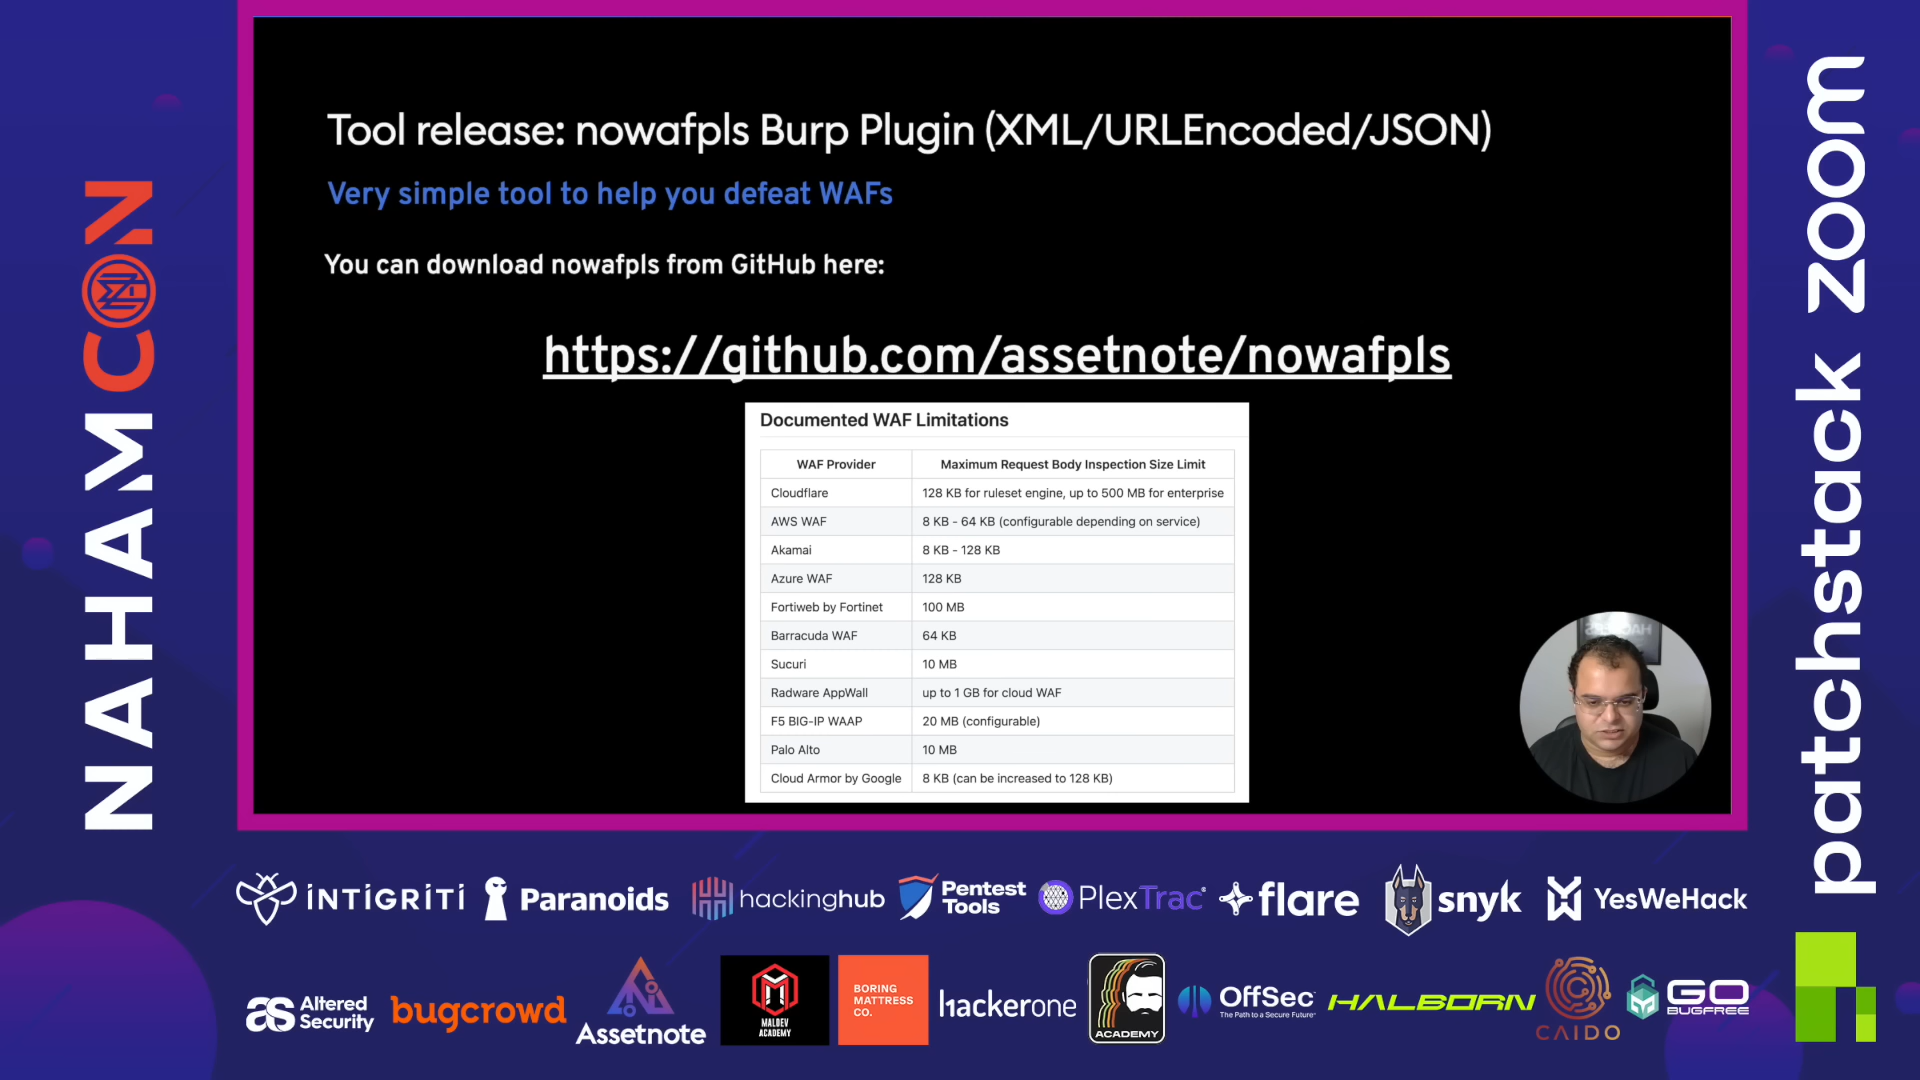 Tool release: nowafpls Burp Plugin (XML/URLEncoded/JSON)
Very simple tool to help you defeat WAFs
You can download nowafpls from GitHub here:
https://github.com/assetnote/nowafpls
Documented WAF Limitations
WAF Provider Maximum Request Body Inspection Size Limit
Cloudflare 128 KB for ruleset engine, up to 500 MB for enterprise
AWS WAF 8 KB - 64 KB (configurable depending on service)
Akamai 8 KB - 128 KB
Azure WAF 128 KB
Fortiweb by Fortinet 100 MB
Barracuda WAF 64 KB
Sucuri 10 MB
Radware AppWall up to 1 GB for cloud WAF
F5 BIG-IP WAAP 20 MB (configurable)
Palo Alto 10 MB
Cloud Armor by Google 8 KB (can be increased to 128 KB)
NAHAMCON
patchstack zoom
INTIGRITI
Paranoids
hackinghub
Pentest
Tools
PlexTrac
flare
snyk
YesWeHack
as Altered
Security
bugcrowd
Assetnote
MALDEV
ACADEMY
BORING
MATTRESS
CO.
hackerone
ACADEMY
OffSec
The Path to a Secure Future
HALBORN
CAIDO
GO
BUGFREE